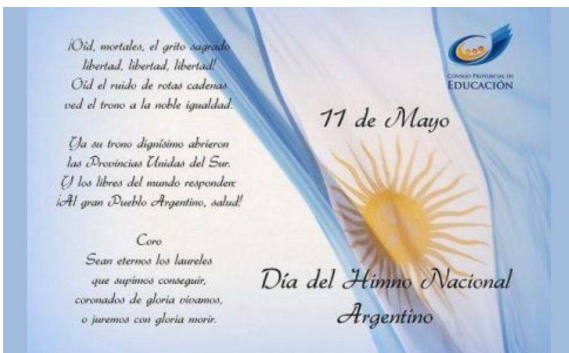 ¡Oíd, mortales, el grito sagrado
libertad, libertad, libertad!
Oíd el ruido de rotas cadenas
ved el trono a la noble igualdad.
Ya su trono dignísimo abrieron
las Provincias Unidas del Sur.
Y los libres del mundo responden:
¡Al gran Pueblo Argentino, salud!
Coro
Sean eternos los laureles
que supimos conseguir,
coronados de gloria vivamos,
o juremos con gloria morir.
CONSEJO PROVINCIAL DE
EDUCACIÓN
11 de Mayo
Día del Himno Nacional
Argentino